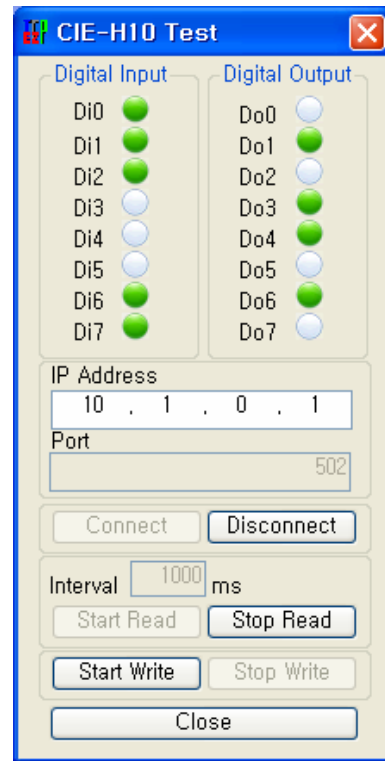 CIE-H10 Test
Digital Input Digital Output
Di0 Do0
Di1 Do1
Di2 Do2
Di3 Do3
Di4 Do4
Di5 Do5
Di6 Do6
Di7 Do7
IP Address
10 . 1 . 0 . 1
Port
502
Connect Disconnect
Interval 1000 ms
Start Read Stop Read
Start Write Stop Write
Close